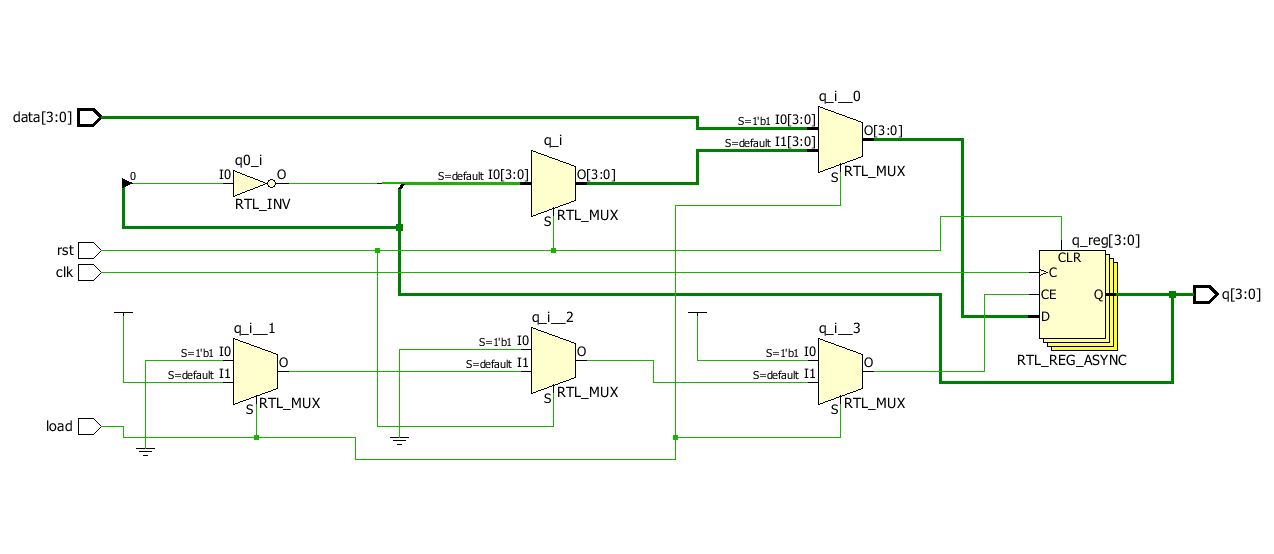 q_i__0
data[3:0]
S=1'b1 I0[3:0]
O[3:0]
S=default I1[3:0]
q_i
q0_i
S
RTL_MUX
0
I0
O
S=default I0[3:0]
O[3:0]
RTL_INV
S
RTL_MUX
rst
q_reg[3:0]
CLR
clk
C
CE
Q
q[3:0]
D
q_i__1
q_i__2
q_i__3
S=1'b1 I0
O
S=default I1
S
RTL_MUX
S=1'b1 I0
O
S=default I1
S
RTL_MUX
S=1'b1 I0
O
S=default I1
S
RTL_MUX
RTL_REG_ASYNC
load